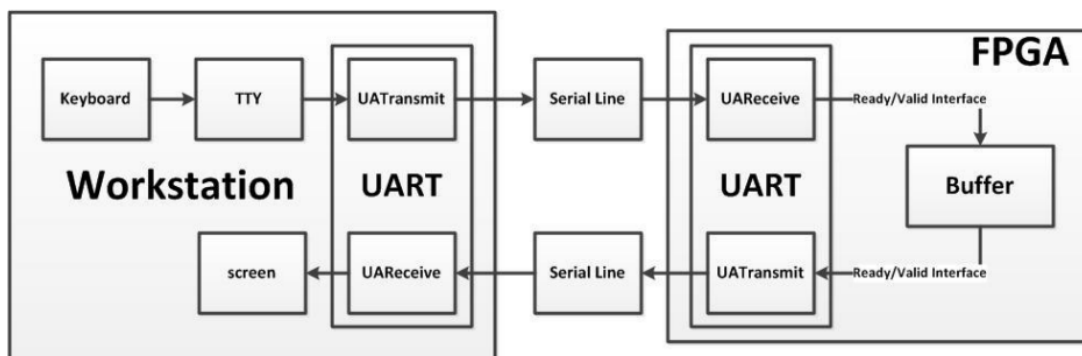 FPGA
Keyboard
TTY
UATransmit
Serial Line
UAReceive
Ready/Valid Interface
Workstation
UART
UART
Buffer
screen
UAReceive
Serial Line
UATransmit
Ready/Valid Interface